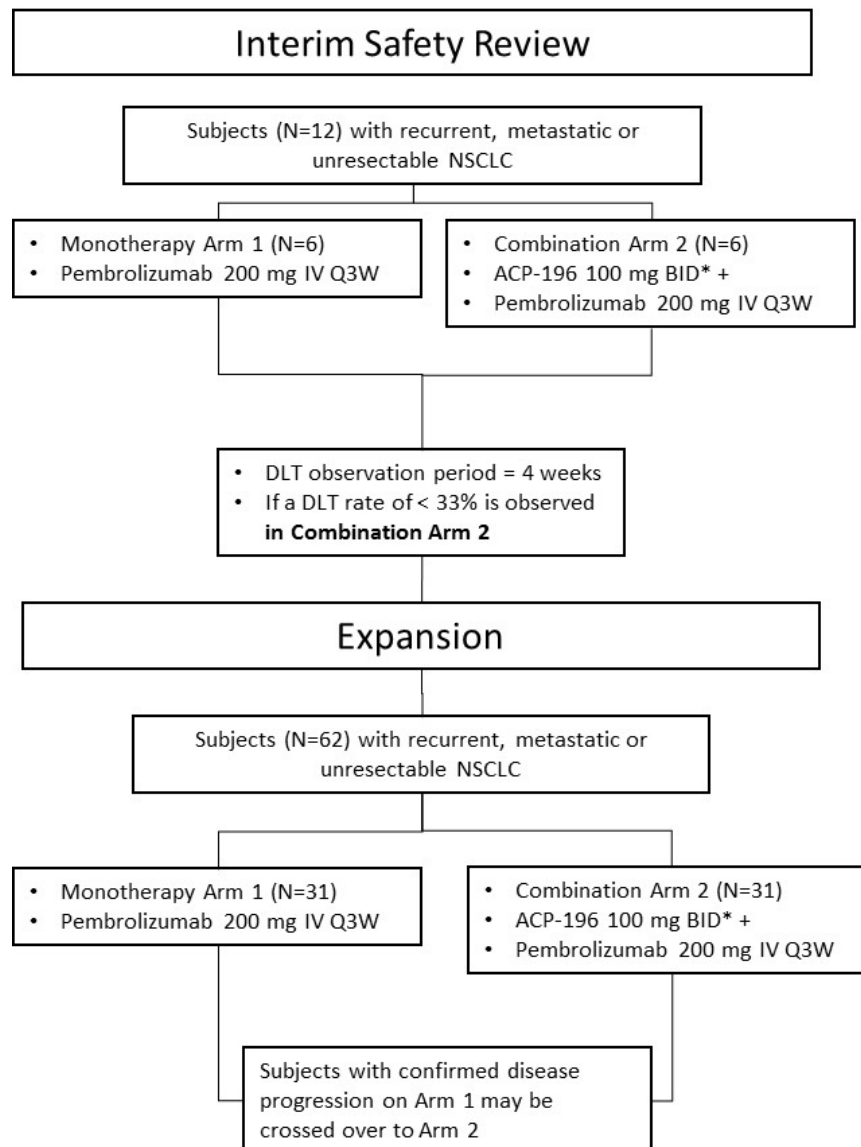 Interim Safety Review
Subjects (N=12) with recurrent, metastatic or
unresectable NSCLC
• Monotherapy Arm 1 (N=6)
• Pembrolizumab 200 mg IV Q3W
• Combination Arm 2 (N=6)
• ACP-196 100 mg BID* +
• Pembrolizumab 200 mg IV Q3W
• DLT observation period = 4 weeks
• If a DLT rate of < 33% is observed
in Combination Arm 2
Expansion
Subjects (N=62) with recurrent, metastatic or
unresectable NSCLC
• Monotherapy Arm 1 (N=31)
• Pembrolizumab 200 mg IV Q3W
• Combination Arm 2 (N=31)
• ACP-196 100 mg BID* +
• Pembrolizumab 200 mg IV Q3W
Subjects with confirmed disease
progression on Arm 1 may be
crossed over to Arm 2